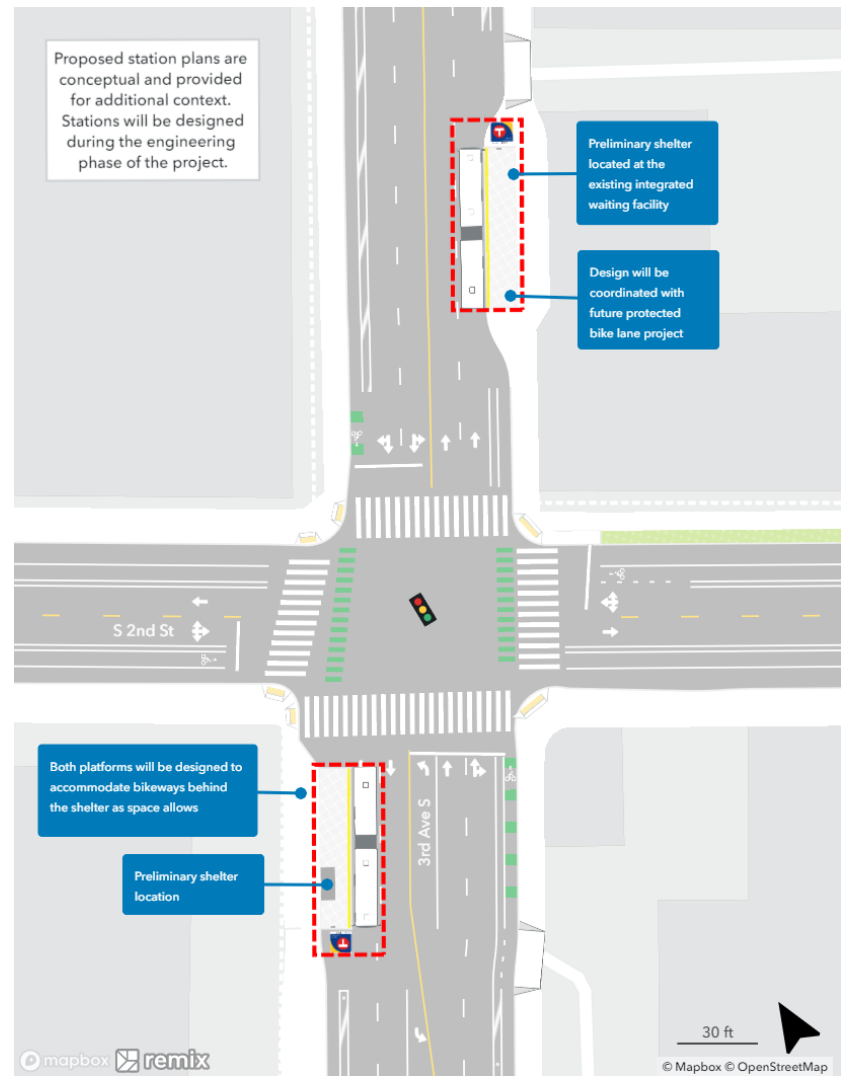 Proposed station plans are
conceptual and provided
for additional context.
Stations will be designed
during the engineering
phase of the project.
Preliminary shelter
located at the
existing integrated
waiting facility
Design will be
coordinated with
future protected
bike lane project
S 2nd St
Both platforms will be designed to
accommodate bikeways behind
the shelter as space allows
Preliminary shelter
location
3rd Ave S
30 ft
mapbox remix
© Mapbox © OpenStreetMap